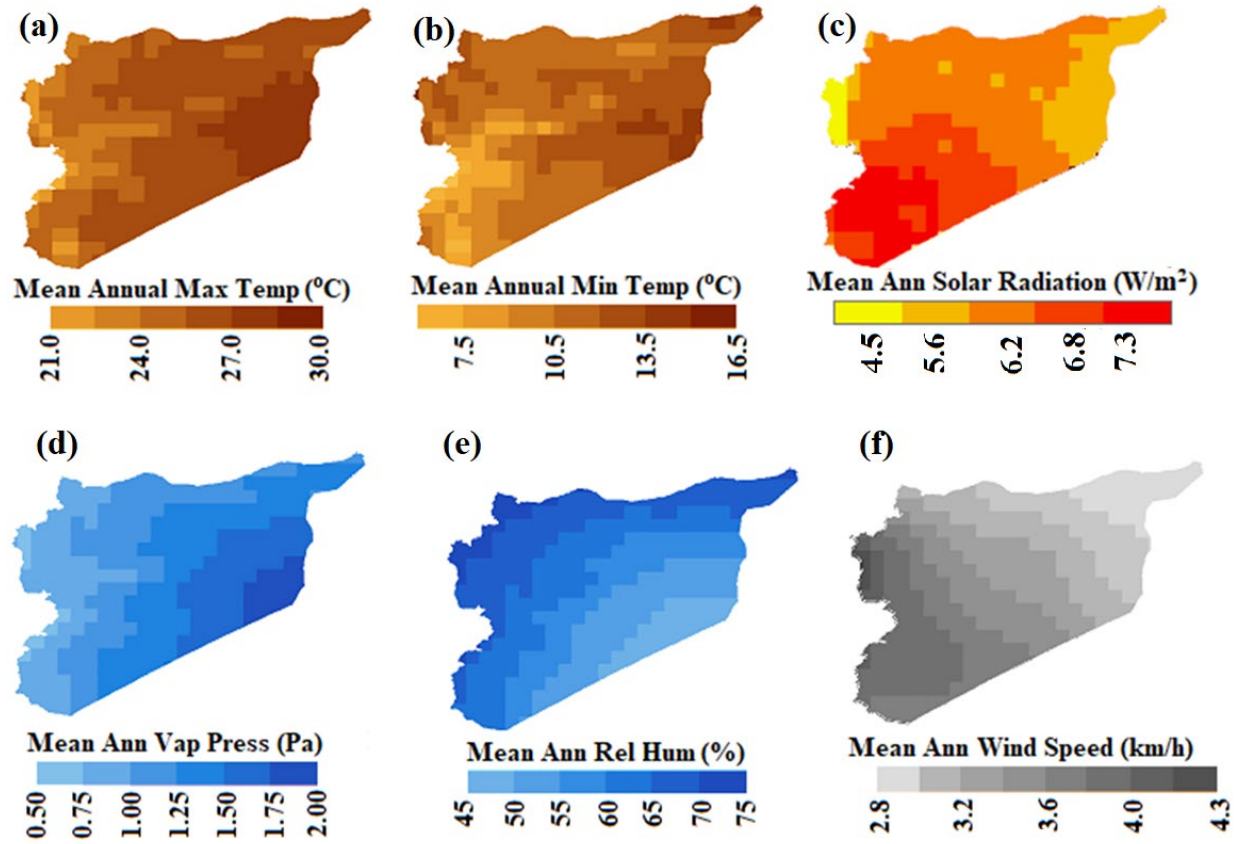 (a)
(b)
(c)
Mean Annual Max Temp (⁰C)
21.0 24.0 27.0 30.0
Mean Annual Min Temp (⁰C)
7.5 10.5 13.5 16.5
Mean Ann Solar Radiation (W/m²)
4.5 5.6 6.2 6.8 7.3
(d)
(e)
(f)
Mean Ann Vap Press (Pa)
0.50 0.75 1.00 1.25 1.50 1.75 2.00
Mean Ann Rel Hum (%)
45 50 55 60 65 70 75
Mean Ann Wind Speed (km/h)
2.8 3.2 3.6 4.0 4.3